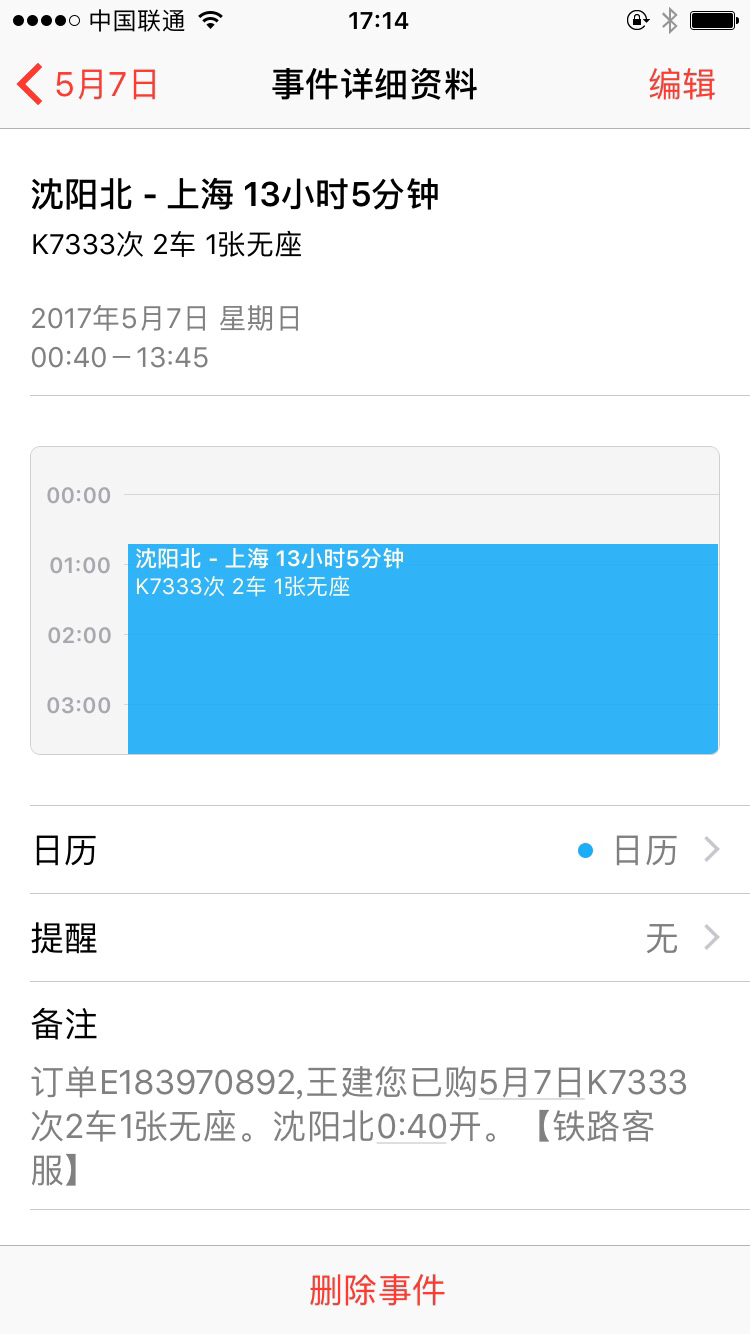 中国联通 17:14
5月7日 事件详细资料 编辑
沈阳北 - 上海 13小时5分钟
K7333次 2车 1张无座
2017年5月7日 星期日
00:40－13:45
00:00
01:00 沈阳北 - 上海 13小时5分钟
K7333次 2车 1张无座
02:00
03:00
日历 日历
提醒 无
备注
订单E183970892,王建您已购5月7日K7333
次2车1张无座。沈阳北0:40开。【铁路客
服】
删除事件